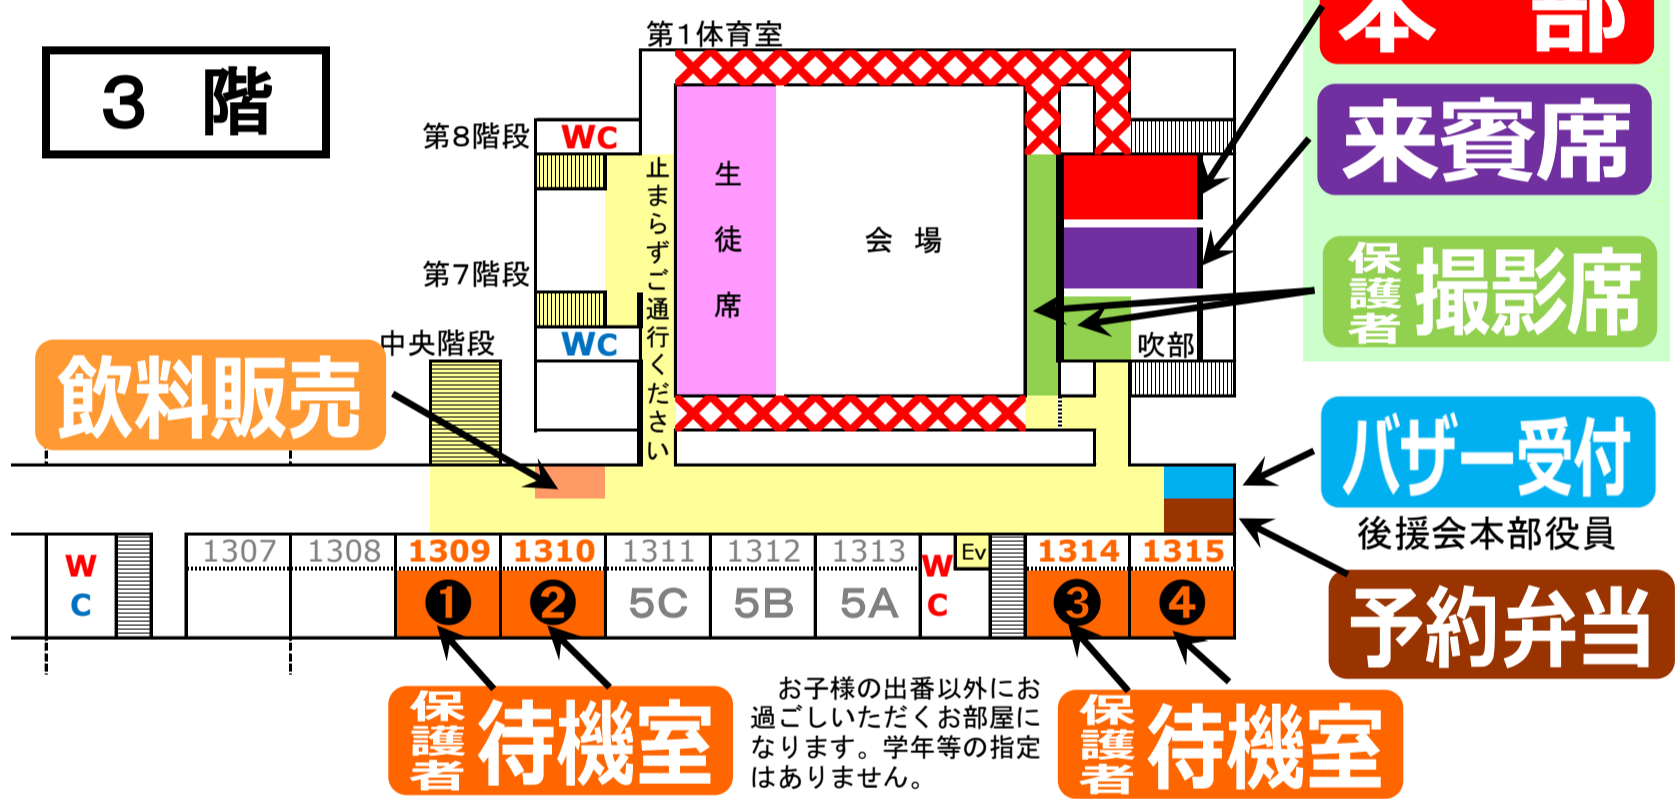 3 階
第1体育室
本 部
来賓席
保護者 撮影席
第8階段
WC
第7階段
WC
中央階段
止まらずご通行ください
生徒席
会 場
吹部
飲料販売
バザー受付
後援会本部役員
予約弁当
WC
1307
1308
1309
1310
1311
1312
1313
WC
Ev
1314
1315
❶
❷
5C
5B
5A
❸
❹
保護者 待機室
お子様の出番以外にお
過ごしいただくお部屋に
なります。学年等の指定
はありません。
保護者 待機室